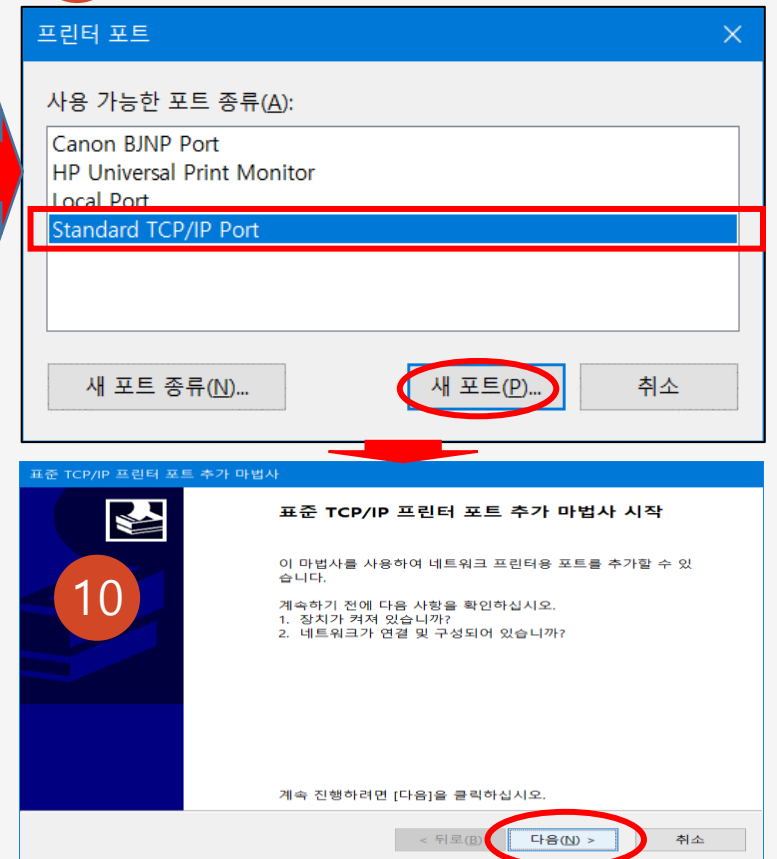 프린터 포트
사용 가능한 포트 종류(A):
Canon BJNP Port
HP Universal Print Monitor
Local Port
Standard TCP/IP Port
새 포트 종류(N)...
새 포트(P)...
취소
표준 TCP/IP 프린터 포트 추가 마법사
표준 TCP/IP 프린터 포트 추가 마법사 시작
10
이 마법사를 사용하여 네트워크 프린터용 포트를 추가할 수 있
습니다.
계속하기 전에 다음 사항을 확인하십시오.
1. 장치가 켜져 있습니까?
2. 네트워크가 연결 및 구성되어 있습니까?
계속 진행하려면 [다음]을 클릭하십시오.
< 뒤로(B)
다음(N) >
취소